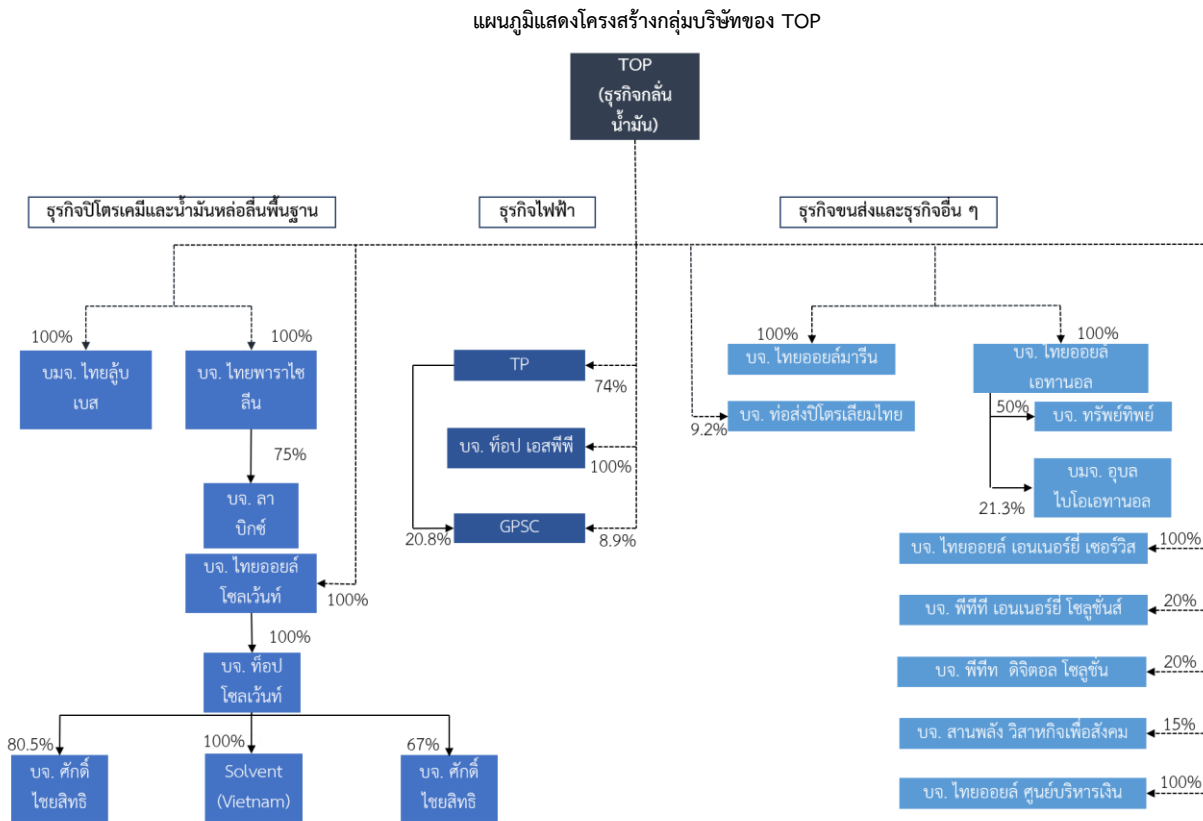 แผนภูมิแสดงโครงสร้างกลุ่มบริษัทของ TOP
TOP
(ธุรกิจกลั่น
น้ำมัน)
ธุรกิจปิโตรเคมีและน้ำมันหล่อลื่นพื้นฐาน
ธุรกิจไฟฟ้า
ธุรกิจขนส่งและธุรกิจอื่น ๆ
100%
บมจ. ไทยลู้บ
เบส
100%
บจ. ไทยพาราไซ
ลีน
75%
บจ. ลา
บิกซ์
บจ. ไทยออยล์
โซลเว้นท์
100%
100%
บจ. ท็อป
โซลเว้นท์
80.5%
บจ. ศักดิ์
ไชยสิทธิ
100%
Solvent
(Vietnam)
67%
บจ. ศักดิ์
ไชยสิทธิ
TP
74%
บจ. ท็อป เอสพีพี
100%
GPSC
20.8%
8.9%
100%
บจ. ไทยออยล์มารีน
บจ. ท่อส่งปิโตรเลียมไทย
9.2%
100%
บจ. ไทยออยล์
เอทานอล
50%
บจ. ทรัพย์ทิพย์
บมจ. อุบล
ไบโอเอทานอล
21.3%
บจ. ไทยออยล์ เอนเนอร์ยี่ เซอร์วิส
100%
บจ. พีทีที เอนเนอร์ยี่ โซลูชั่นส์
20%
บจ. พีทีท ดิจิตอล โซลูชั่น
20%
บจ. สานพลัง วิสาหกิจเพื่อสังคม
15%
บจ. ไทยออยล์ ศูนย์บริหารเงิน
100%